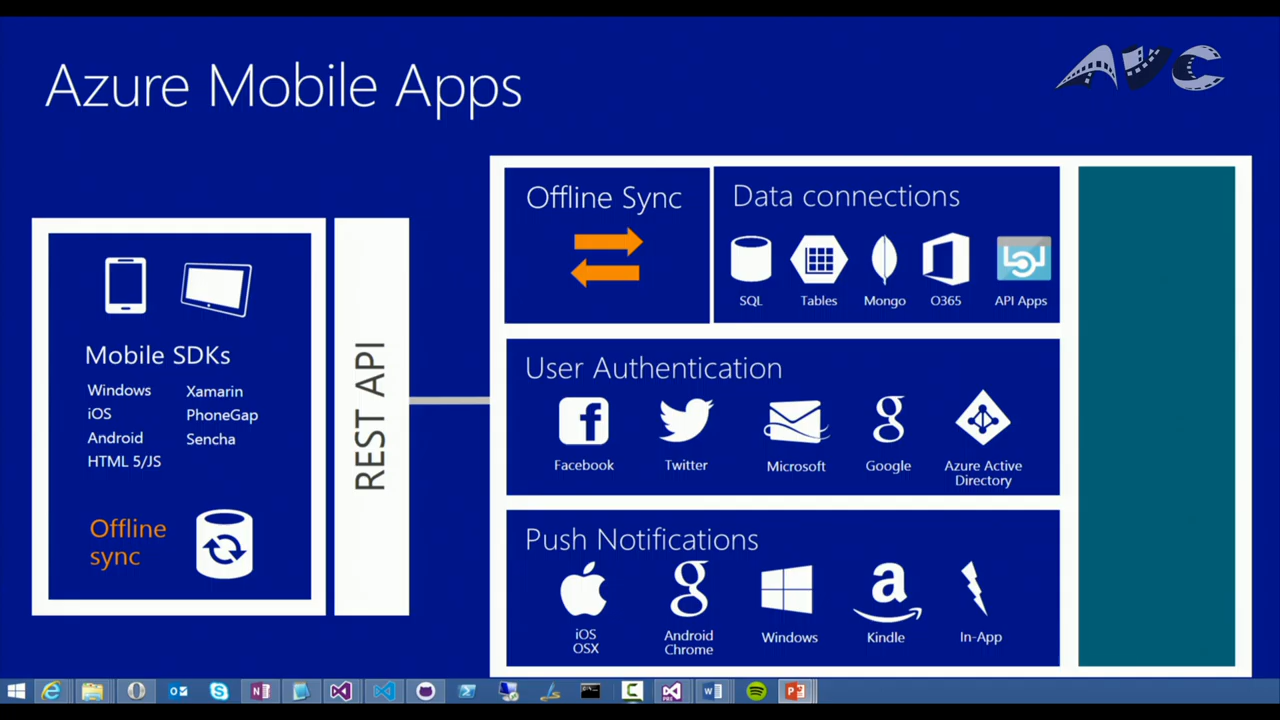 Azure Mobile Apps
AVC
Mobile SDKs
Windows
iOS
Android
HTML 5/JS
Xamarin
PhoneGap
Sencha
Offline
sync
REST API
Offline Sync
Data connections
SQL
Tables
Mongo
O365
API Apps
User Authentication
Facebook
Twitter
Microsoft
Google
Azure Active
Directory
Push Notifications
iOS
OSX
Android
Chrome
Windows
Kindle
In-App